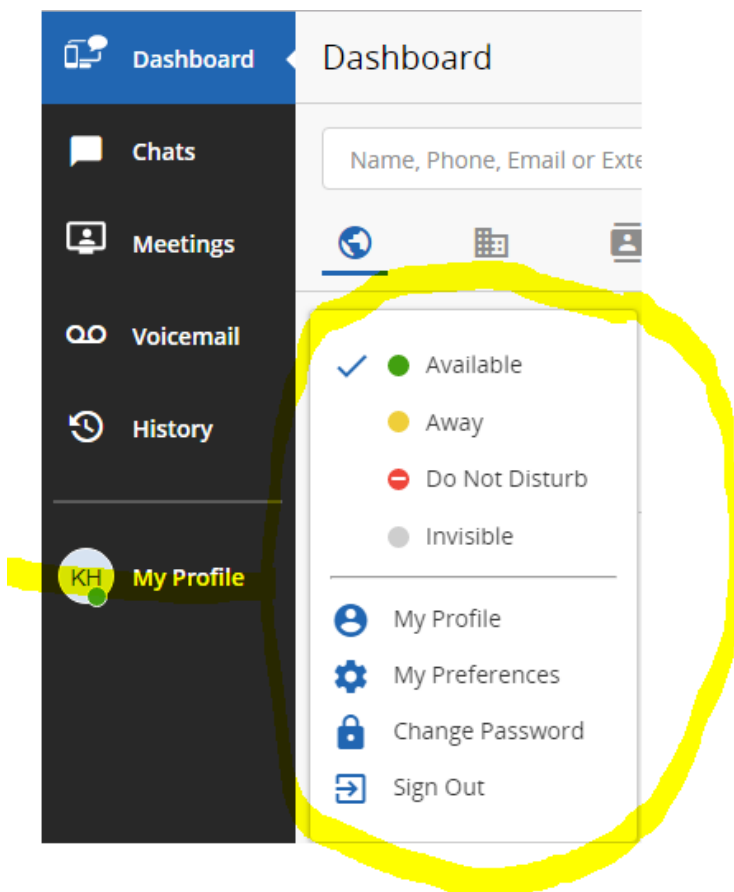 Dashboard
Chats
Meetings
Voicemail
History
KH My Profile
Dashboard
Name, Phone, Email or Exte
Available
Away
Do Not Disturb
Invisible
My Profile
My Preferences
Change Password
Sign Out